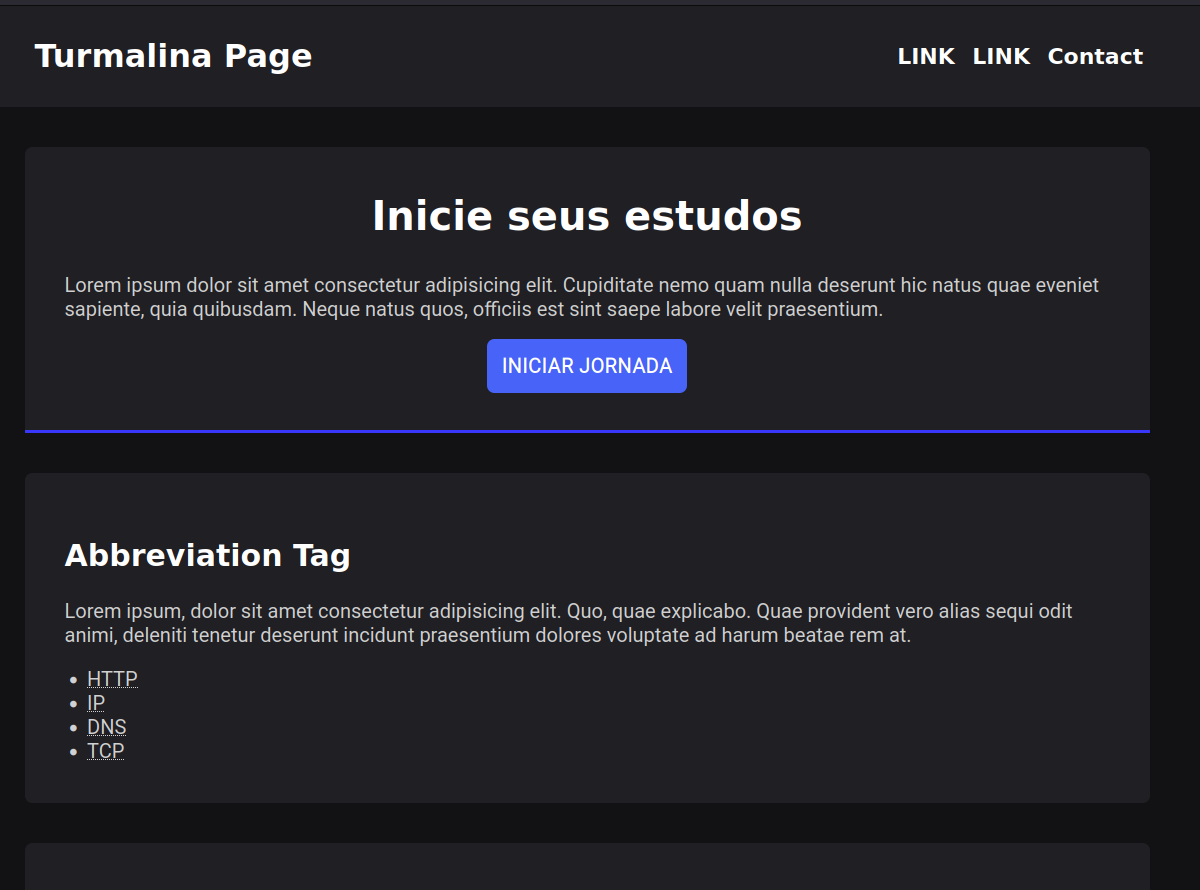 Turmalina Page
LINK LINK Contact
Inicie seus estudos
Lorem ipsum dolor sit amet consectetur adipisicing elit. Cupiditate nemo quam nulla deserunt hic natus quae eveniet
sapiente, quia quibusdam. Neque natus quos, officiis est sint saepe labore velit praesentium.
INICIAR JORNADA
Abbreviation Tag
Lorem ipsum, dolor sit amet consectetur adipisicing elit. Quo, quae explicabo. Quae provident vero alias sequi odit
animi, deleniti tenetur deserunt incidunt praesentium dolores voluptate ad harum beatae rem at.
• HTTP
• IP
• DNS
• TCP